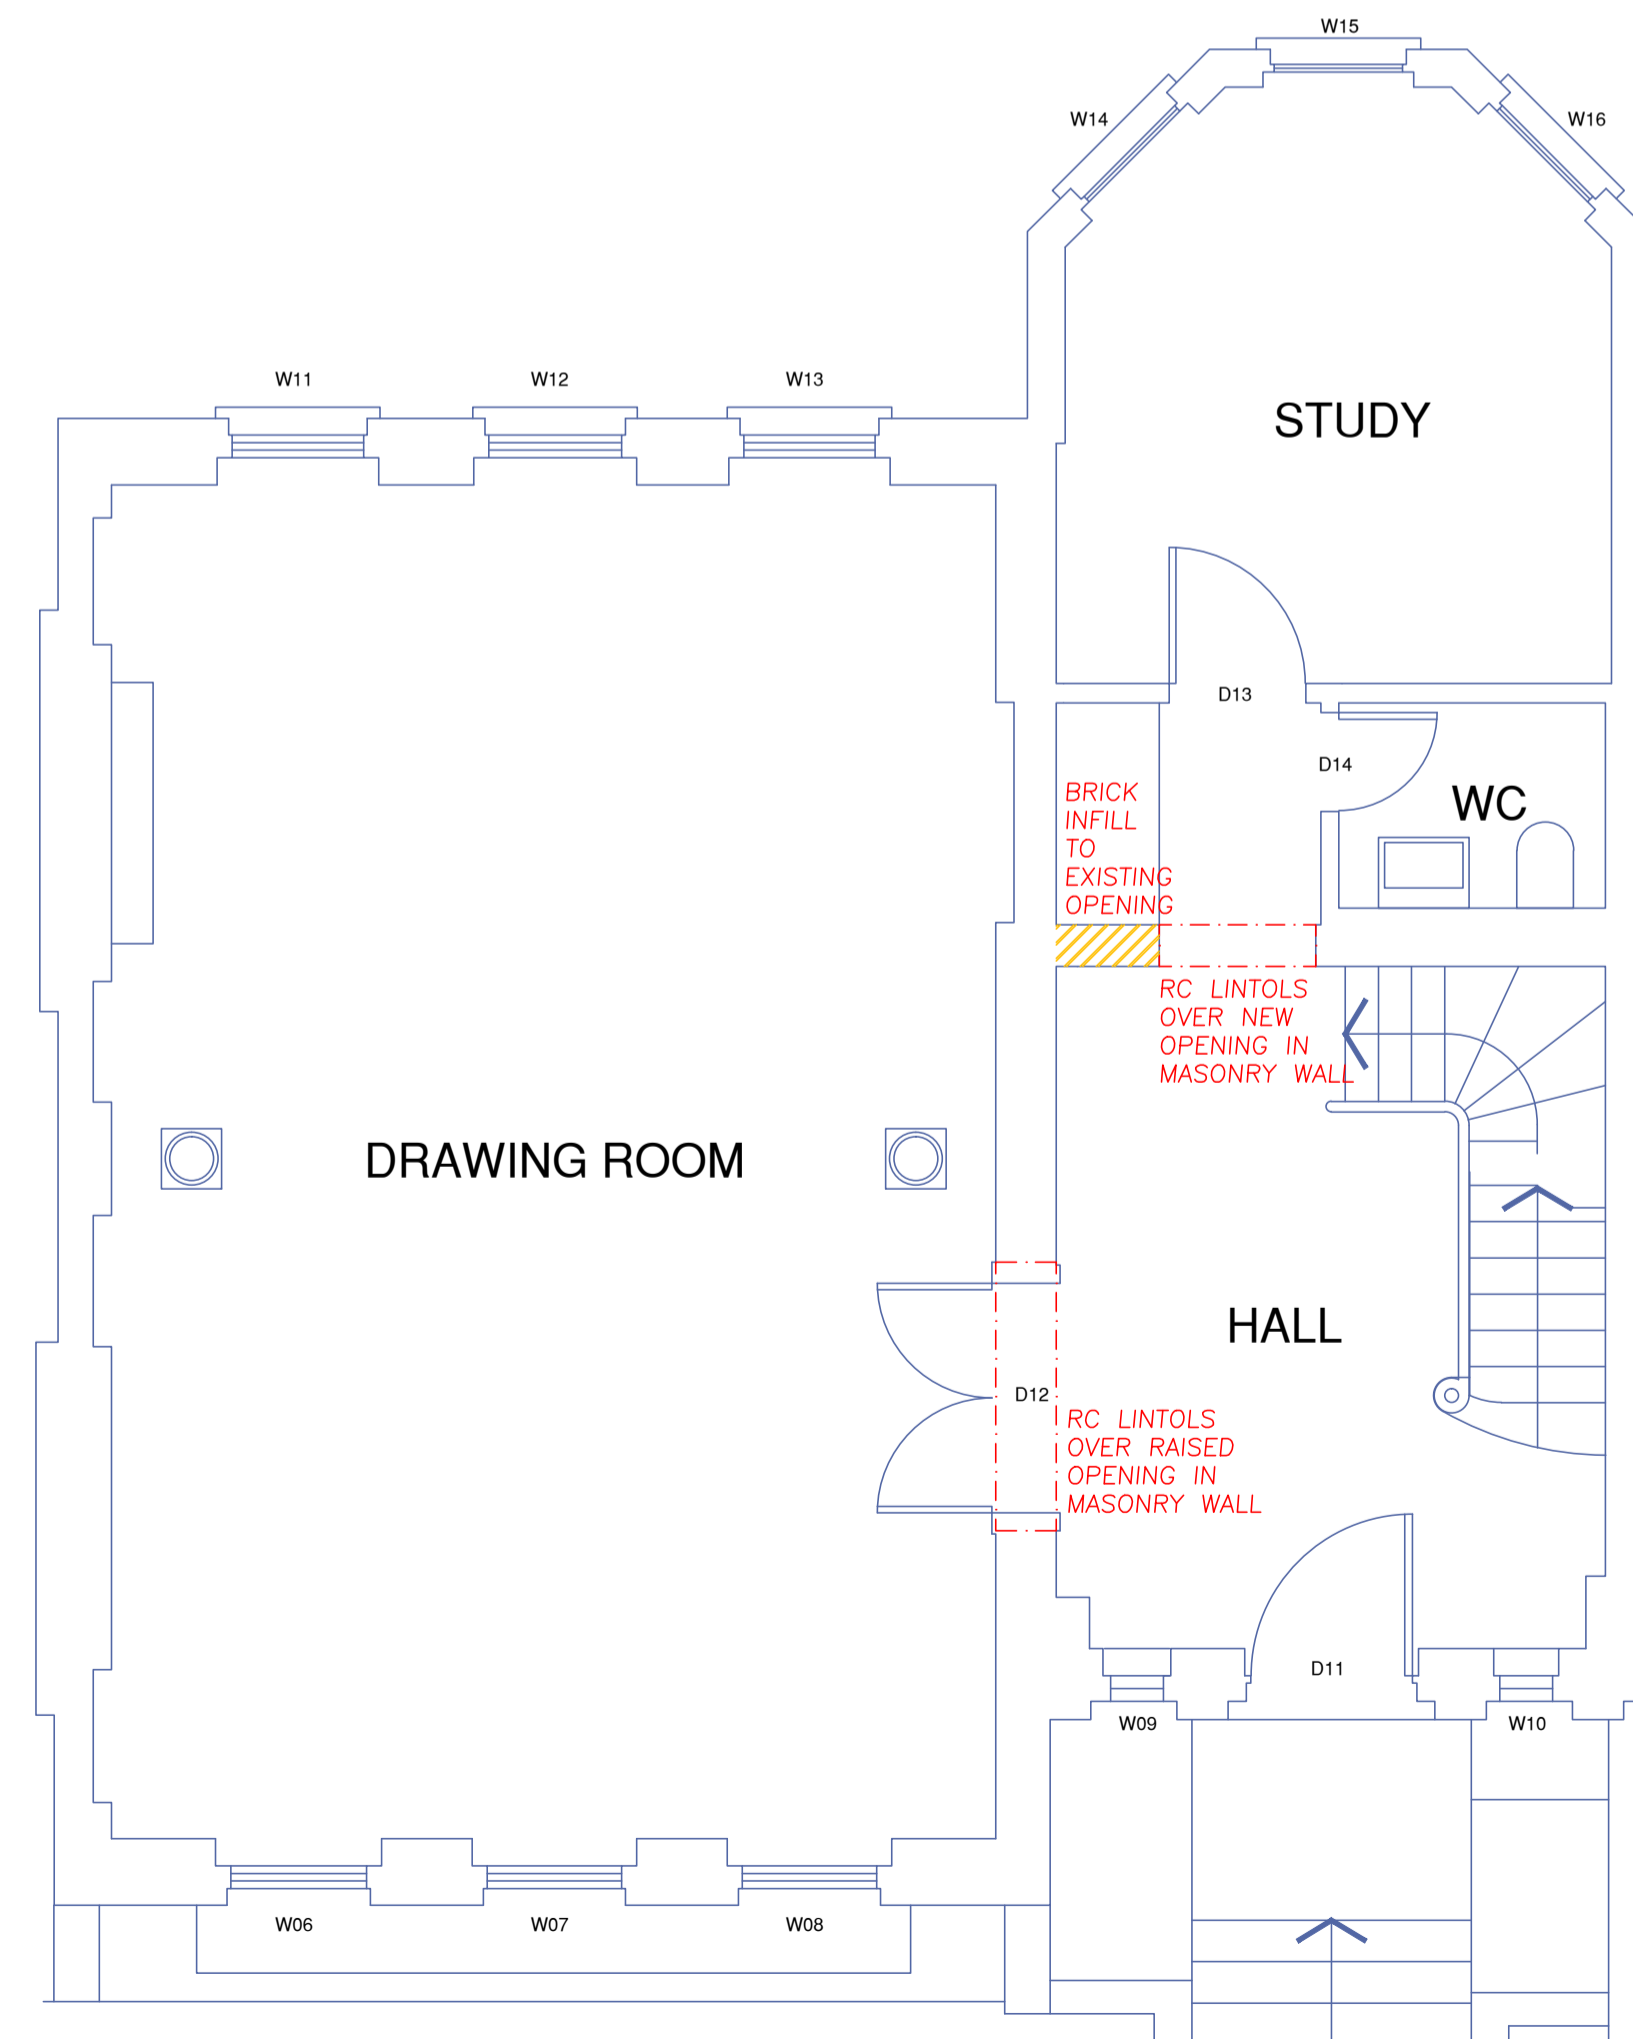 W15
W14
W16
W11
W12
W13
STUDY
D13
D14
WC
BRICK
INFILL
TO
EXISTING
OPENING
RC LINTOLS
OVER NEW
OPENING IN
MASONRY WALL
DRAWING ROOM
HALL
D12
RC LINTOLS
OVER RAISED
OPENING IN
MASONRY WALL
D11
W09
W10
W06
W07
W08